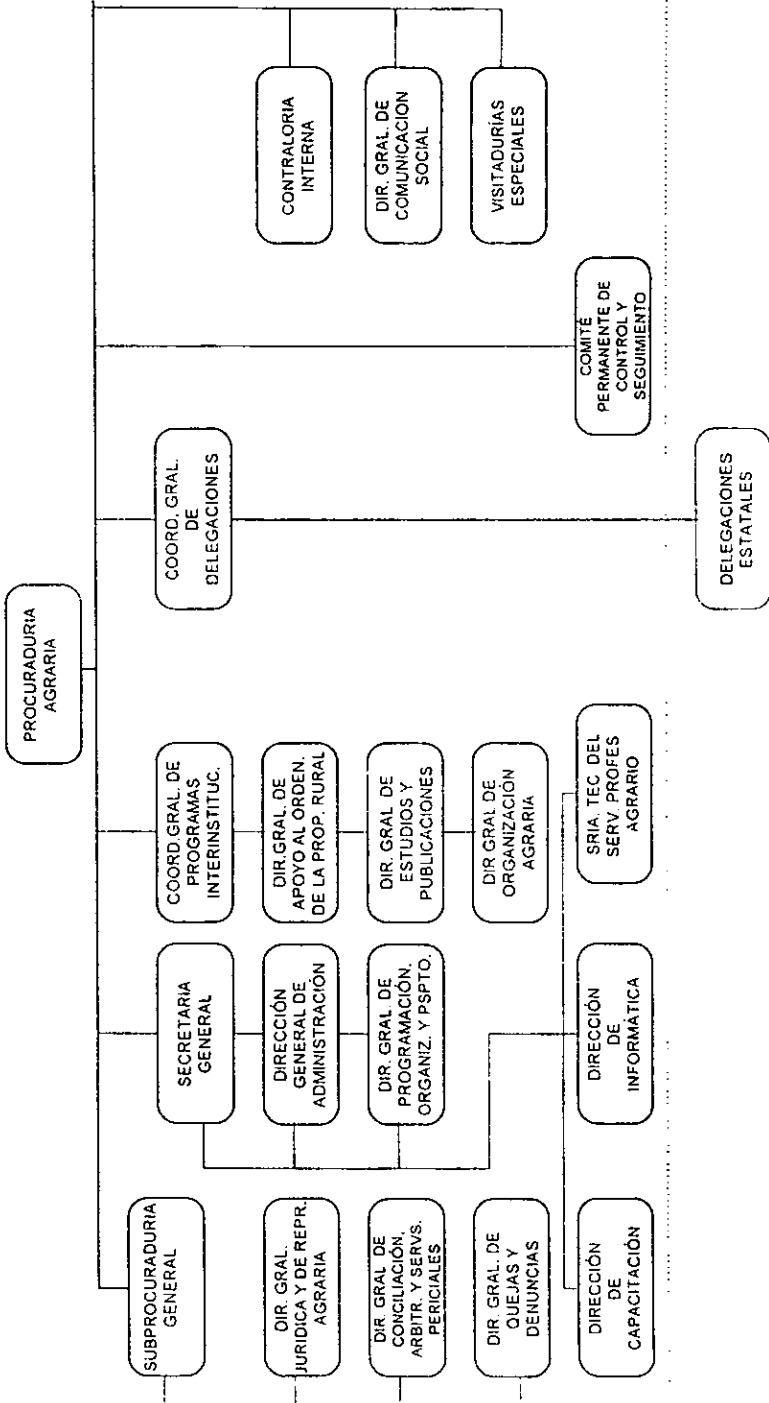 PROCURADURIA
AGRARIA
SUBPROCURADURIA
GENERAL
SECRETARIA
GENERAL
COORD. GRAL. DE
PROGRAMAS
INTERINSTITUC.
COORD. GRAL.
DE
DELEGACIONES
CONTRALORIA
INTERNA
DIR. GRAL.
JURIDICA Y DE REPR.
AGRARIA
DIRECCIÓN
GENERAL DE
ADMINISTRACIÓN
DIR. GRAL. DE
APOYO AL ORDEN.
DE LA PROP. RURAL
DIR. GRAL. DE
COMUNICACION
SOCIAL
DIR. GRAL DE
CONCILIACIÓN,
ARBITR. Y SERVS.
PERICIALES
DIR. GRAL. DE
PROGRAMACIÓN,
ORGANIZ. Y PSPTO.
DIR. GRAL DE
ESTUDIOS Y
PUBLICACIONES
VISITADURÍAS
ESPECIALES
DIR. GRAL. DE
QUEJAS Y
DENUNCIAS
DIR GRAL DE
ORGANIZACIÓN
AGRARIA
DIRECCIÓN
DE
CAPACITACIÓN
DIRECCIÓN
DE
INFORMÁTICA
SRIA. TEC DEL
SERV. PROFES
AGRARIO
COMITÉ
PERMANENTE DE
CONTROL Y
SEGUIMIENTO
DELEGACIONES
ESTATALES